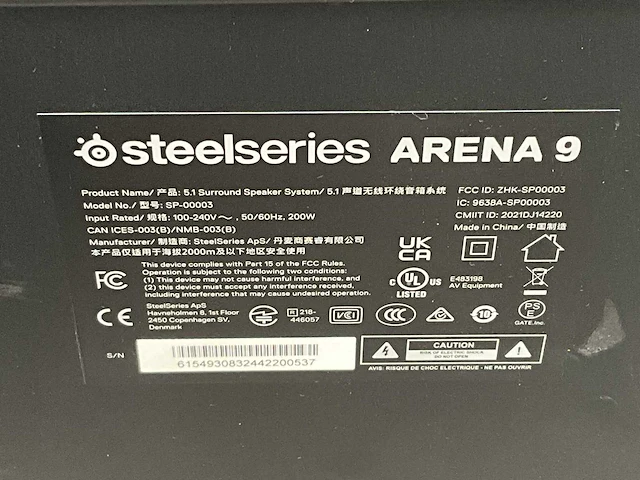 steelseries ARENA 9
Product Name/ 产品: 5.1 Surround Speaker System/ 5.1 声道无线环绕音箱系统
Model No./ 型号: SP-00003
Input Rated/ 规格: 100-240V～, 50/60Hz, 200W
CAN ICES-003(B)/NMB-003(B)
Manufacturer/ 制造商: SteelSeries ApS/ 丹麦商赛睿有限公司
本产品仅适用于海拔2000m及以下地区安全使用
FCC ID: ZHK-SP00003
IC: 9638A-SP00003
CMIIT ID: 2021DJ14220
Made in China/ 中国制造
FC
This device complies with Part 15 of the FCC Rules.
Operation is subject to the following two conditions:
(1) This device may not cause harmful interference, and
(2) this device must accept any interference received,
including interference that may cause undesired operation.
UK
CA
C UL US
LISTED
E483198
AV Equipment
CE
SteelSeries ApS
Havneholmen 8, 1st Floor
2450 Copenhagen SV,
Denmark
R 218-
446057
VCI
CCC
10
PS
E
GATE.Inc.
S/N
6154930832442200537
CAUTION
RISK OF ELECTRIC SHOCK
DO NOT OPEN
AVIS: RISQUE DE CHOC ELECTRIQUE - NE PAS OUVRIR